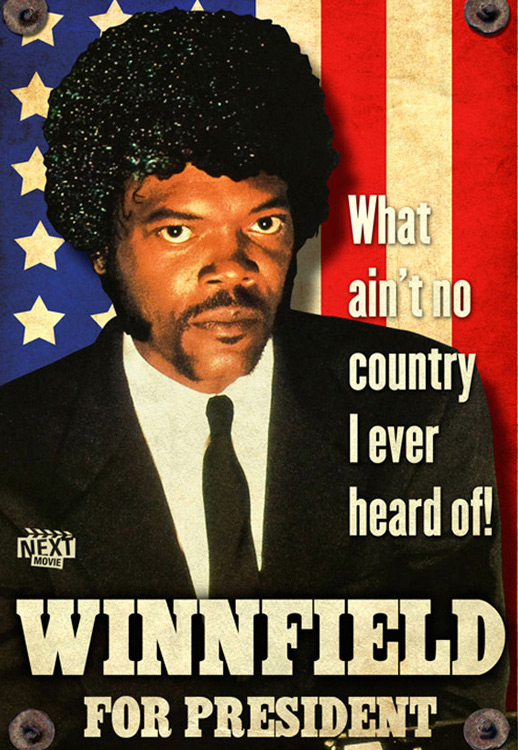 What
ain't no
country
I ever
heard of!
NEXT
MOVIE
WINNFIELD
FOR PRESIDENT